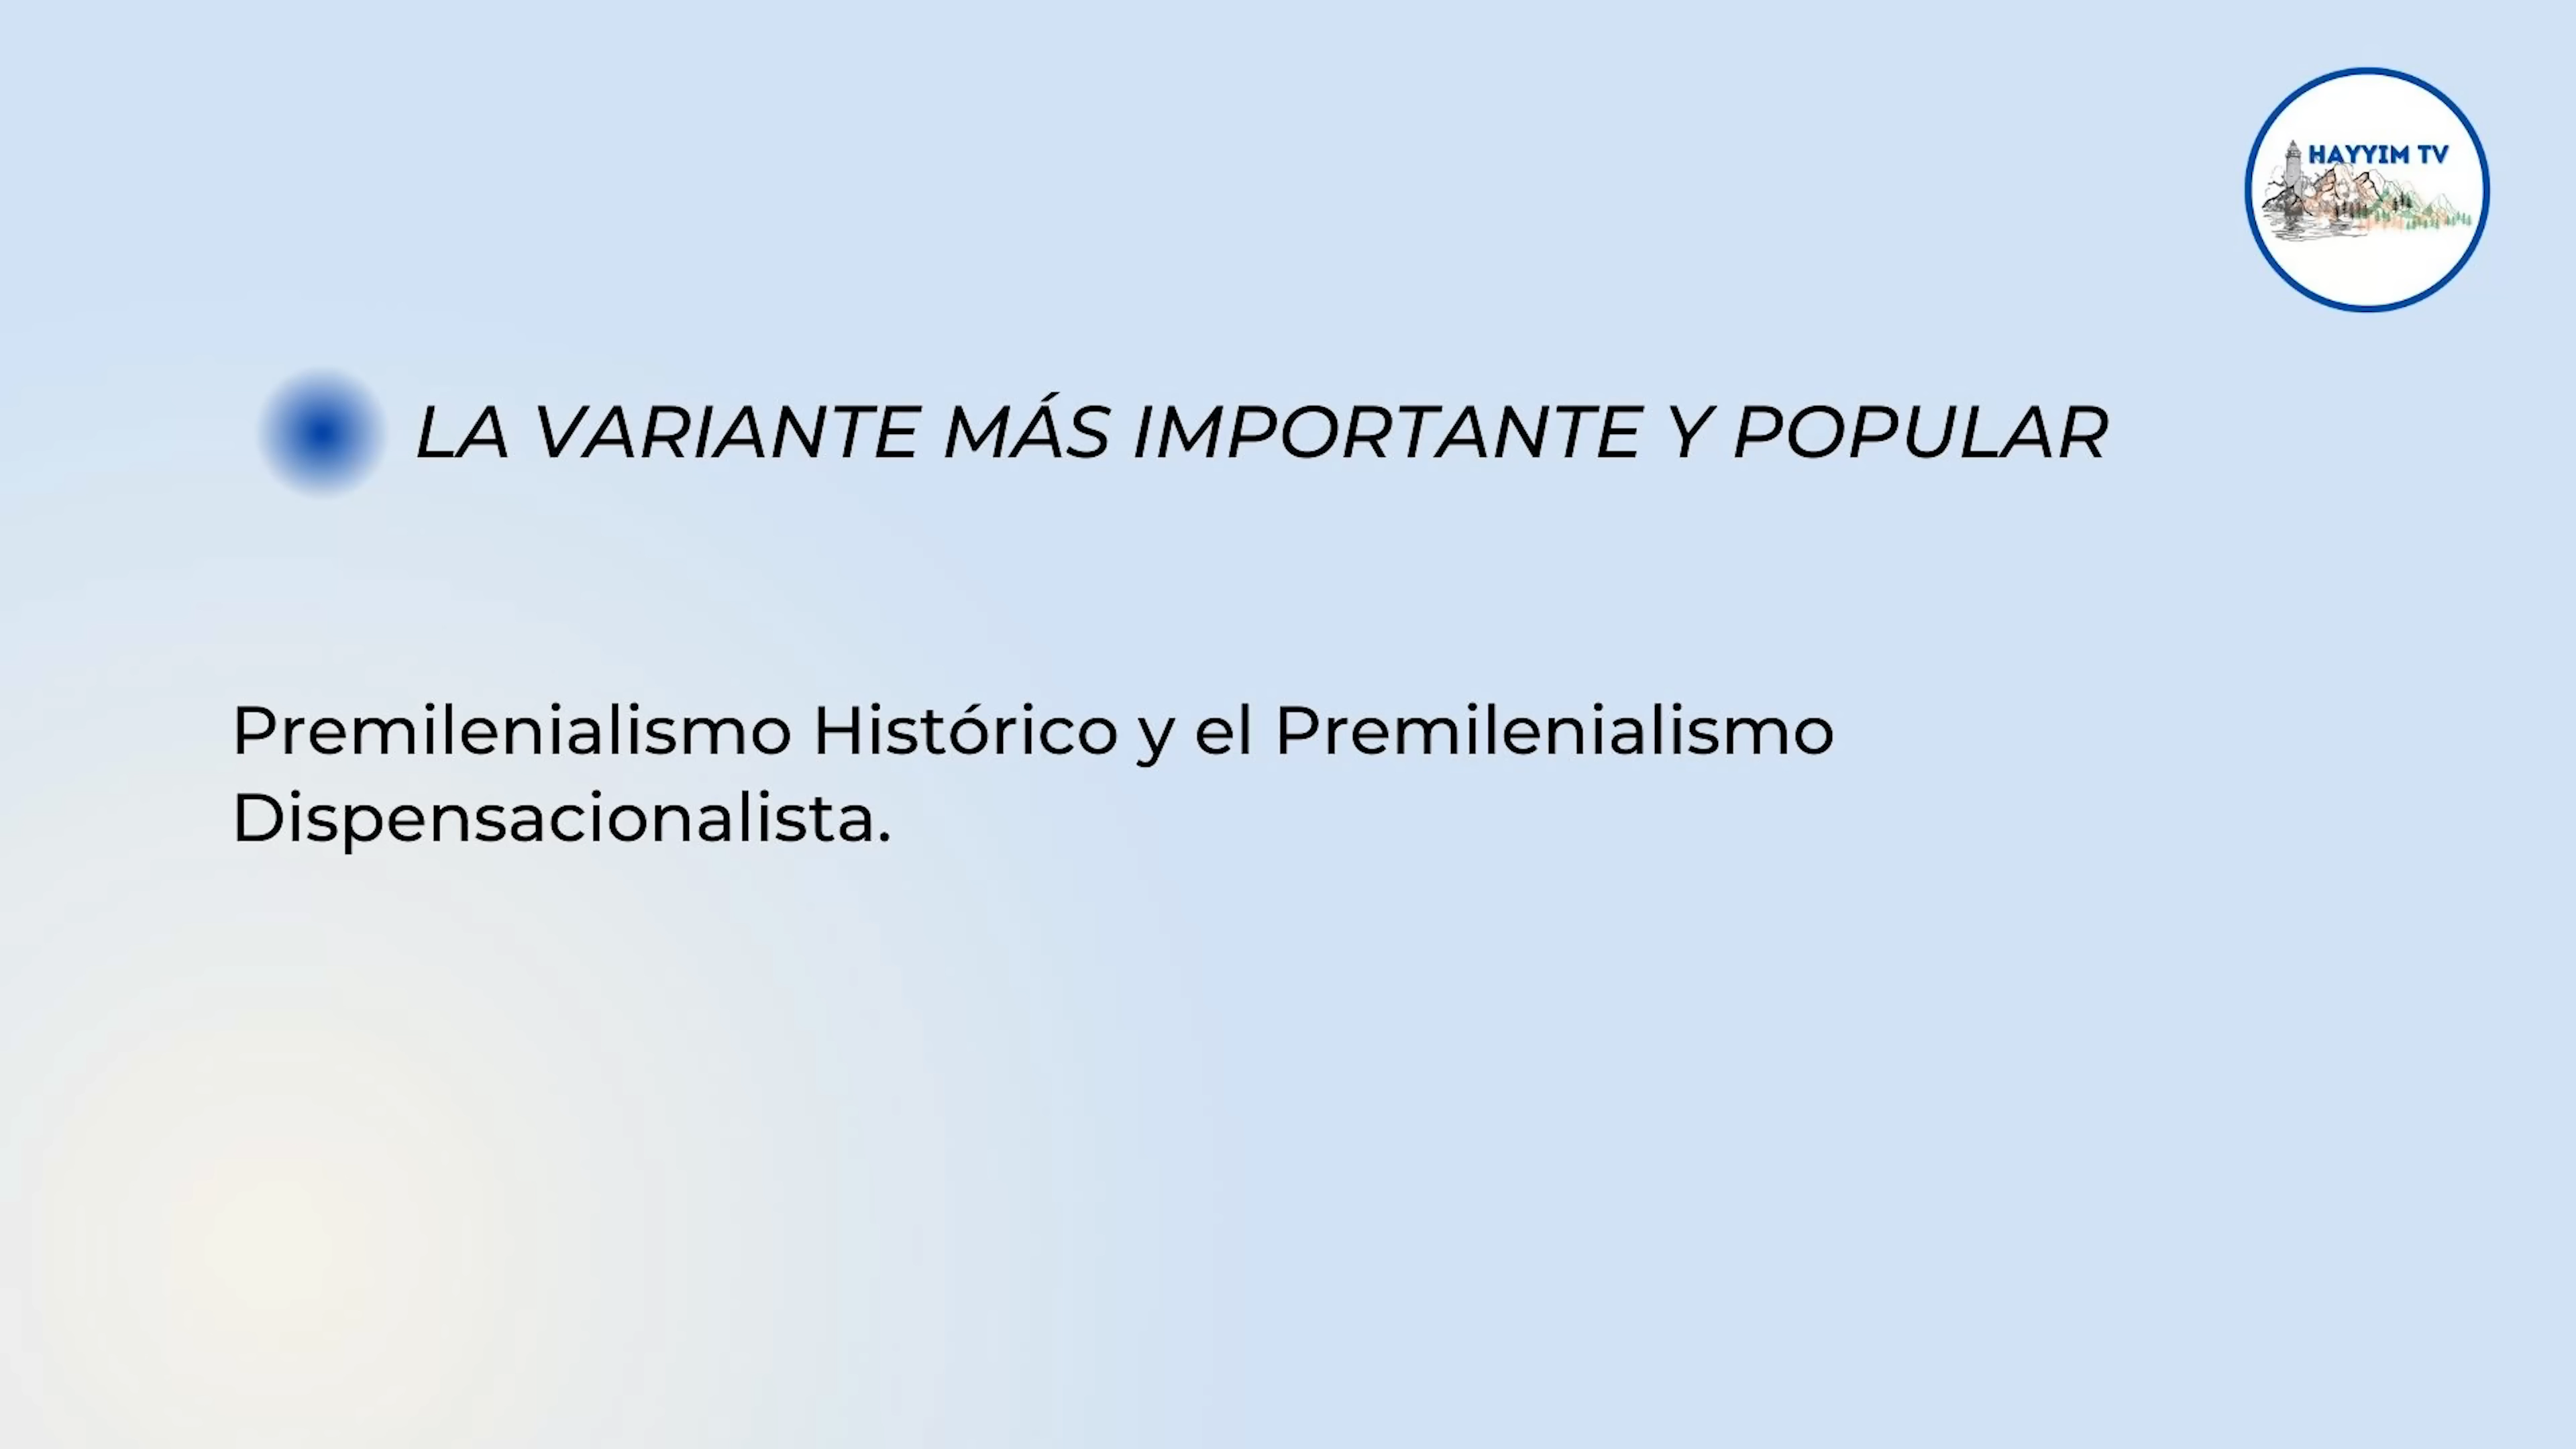 HAYYIM TV
LA VARIANTE MÁS IMPORTANTE Y POPULAR
Premilenialismo Histórico y el Premilenialismo
Dispensacionalista.